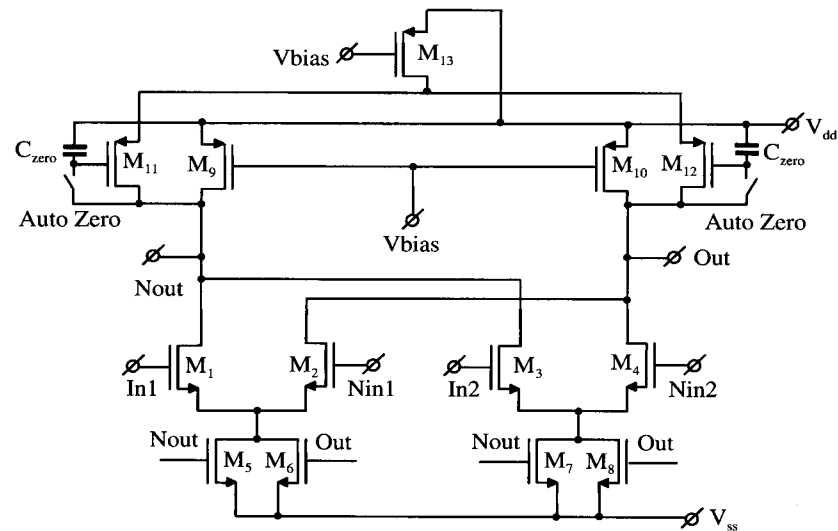 Vbias
M13
Vdd
Czero
M11
M9
M10
M12
Czero
Auto Zero
Vbias
Auto Zero
Nout
Out
In1
M1
M2
Nin1
In2
M3
M4
Nin2
Nout
M5
M6
Out
Nout
M7
M8
Out
Vss